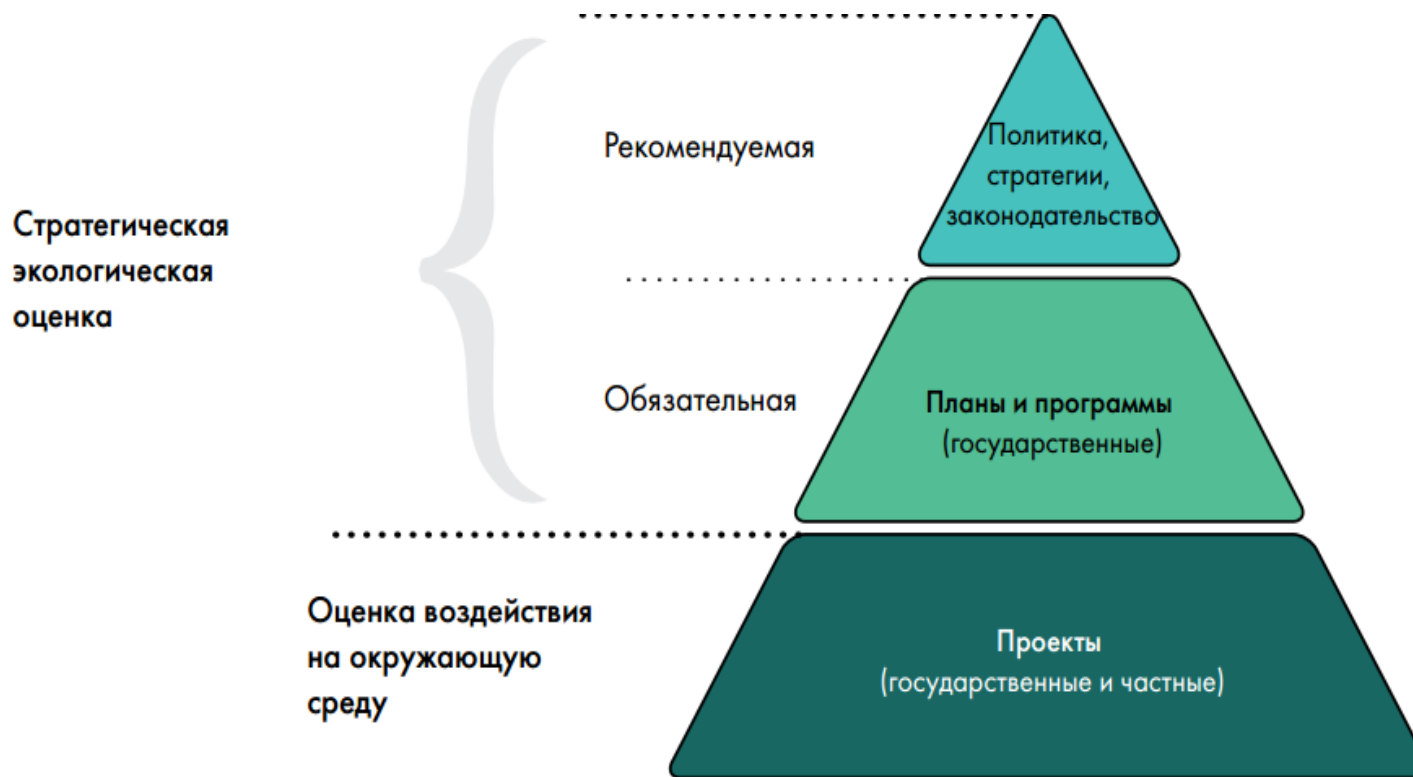 Рекомендуемая
Политика,
стратегии,
законодательство
Стратегическая
экологическая
оценка
Обязательная
Планы и программы
(государственные)
Оценка воздействия
на окружающую
среду
Проекты
(государственные и частные)